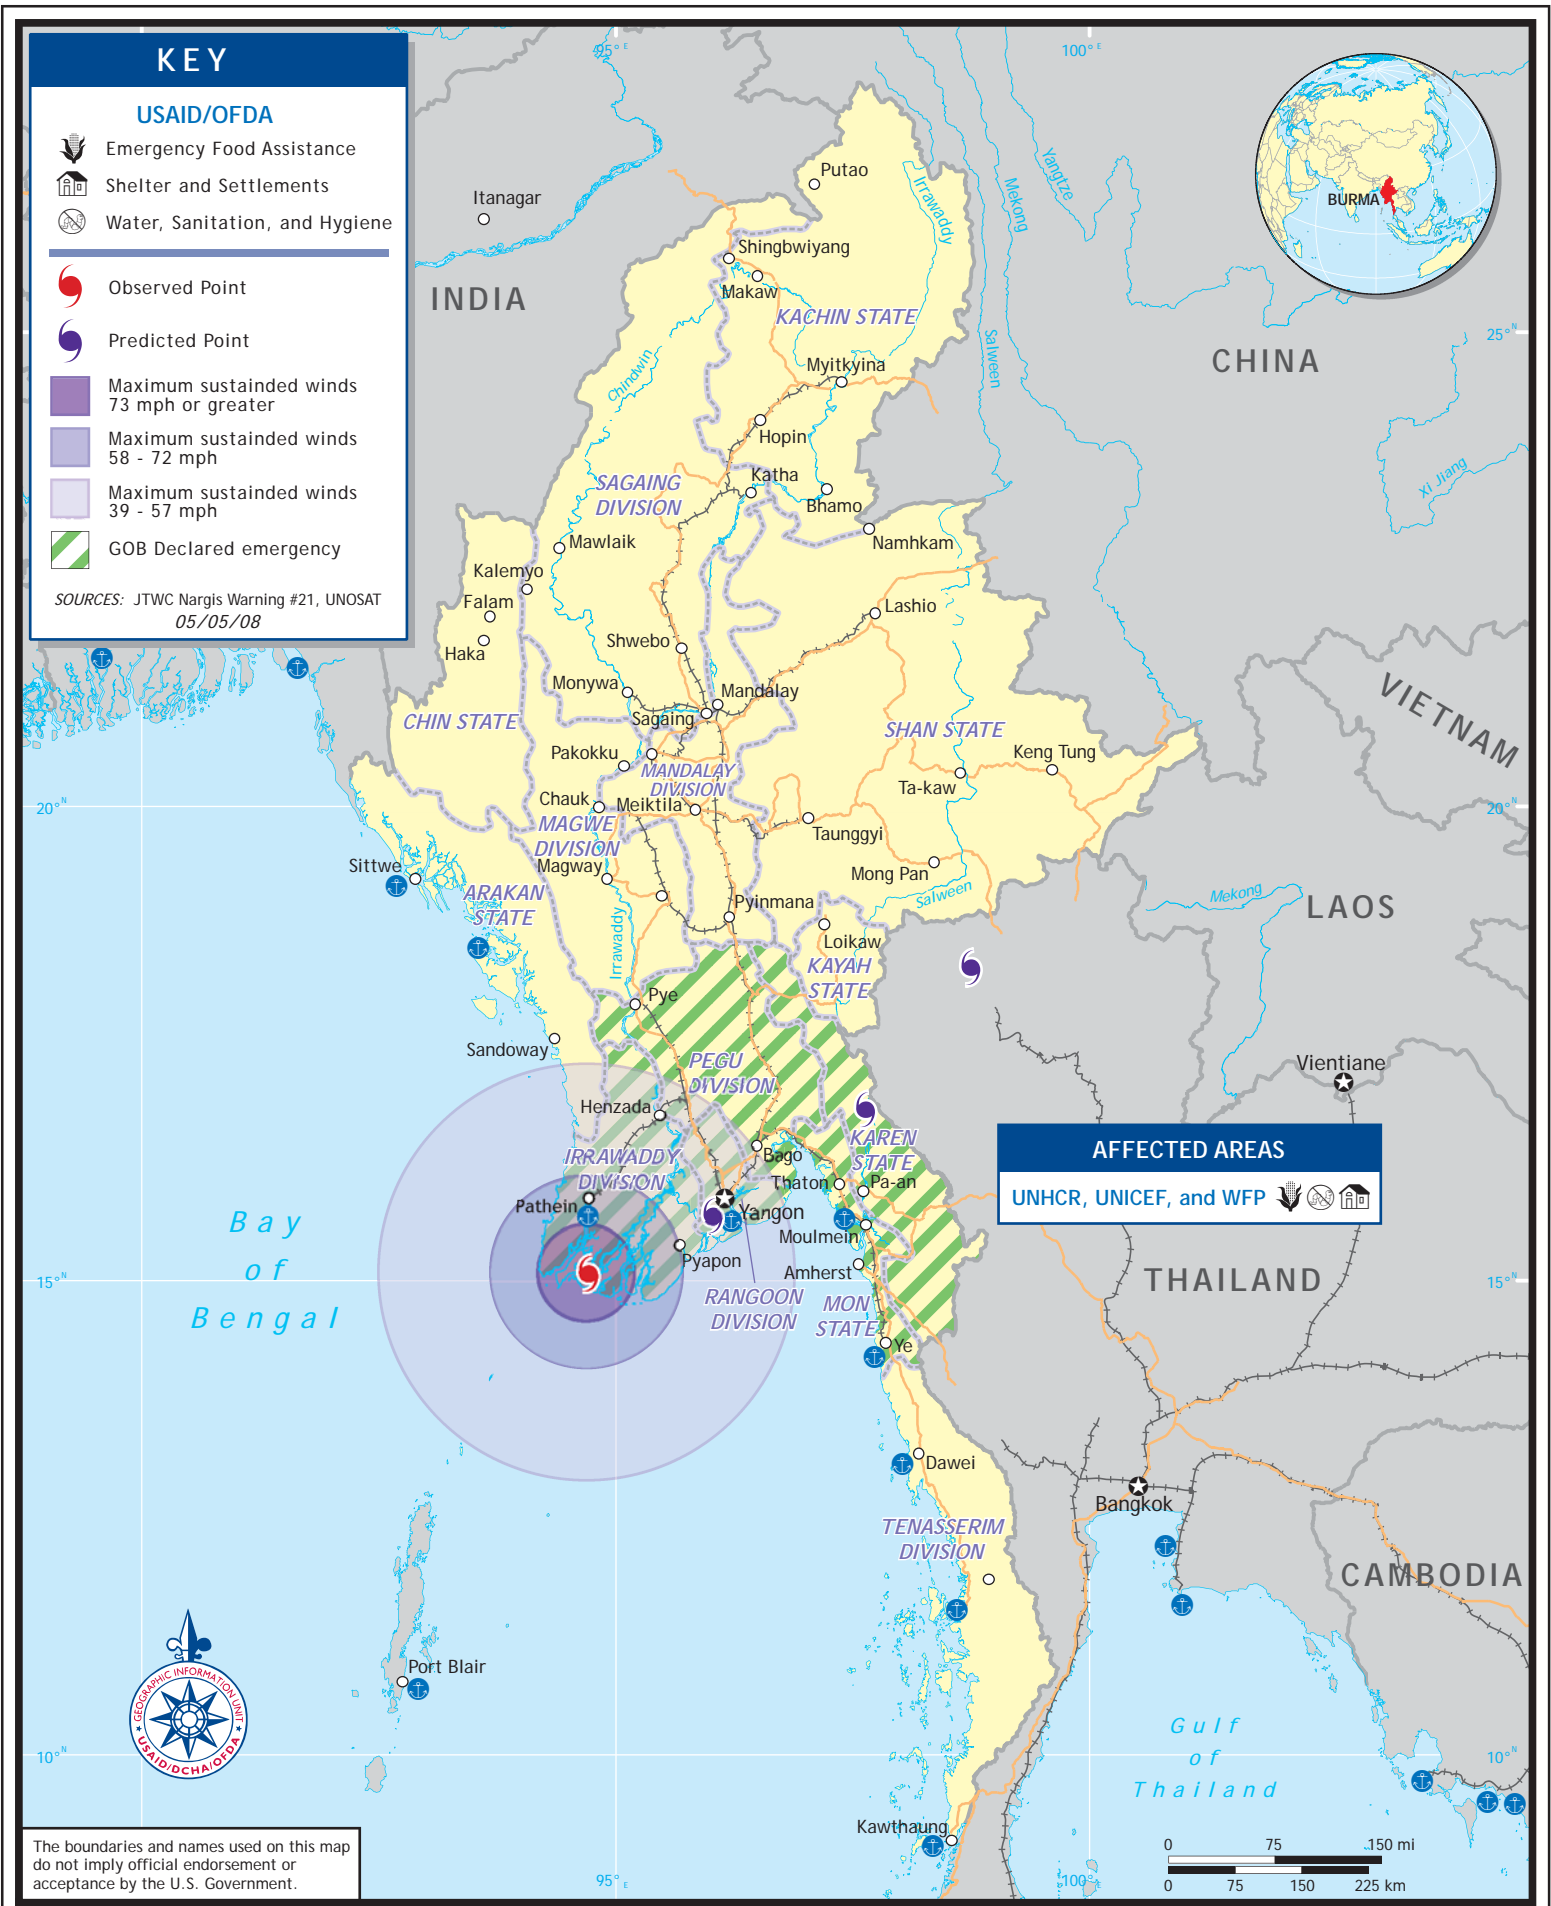 KEY
USAID/OFDA
Emergency Food Assistance
Shelter and Settlements
Water, Sanitation, and Hygiene
Observed Point
Predicted Point
Maximum sustainded winds
73 mph or greater
Maximum sustainded winds
58 - 72 mph
Maximum sustainded winds
39 - 57 mph
GOB Declared emergency
SOURCES: JTWC Nargis Warning #21, UNOSAT
05/05/08
95° E
100° E
BURMA
Putao
Itanagar
Irrawaddy
Mekong
Yangtze
Shingbwiyang
Makaw
INDIA
KACHIN STATE
25° N
CHINA
Salween
Chindwin
Myitkyina
Hopin
Katha
SAGAING
DIVISION
Bhamo
Xi Jiang
Mawlaik
Namhkam
Kalemyo
Falam
Lashio
Haka
Shwebo
Monywa
Mandalay
Sagaing
CHIN STATE
SHAN STATE
VIETNAM
Pakokku
Keng Tung
MANDALAY
DIVISION
Ta-kaw
Chauk
Meiktila
20° N
20° N
MAGWE
DIVISION
Taunggyi
Magway
Mong Pan
Sittwe
ARAKAN
STATE
Salween
Mekong
LAOS
Pyinmana
Irrawaddy
Loikaw
KAYAH
STATE
Pye
Sandoway
PEGU
DIVISION
Vientiane
Henzada
KAREN
STATE
AFFECTED AREAS
UNHCR, UNICEF, and WFP
IRRAWADDY
DIVISION
Bago
Thaton
Pa-an
Pathein
Yangon
Moulmein
Pyapon
Amherst
Bay
of
Bengal
15° N
15° N
THAILAND
RANGOON
DIVISION
MON
STATE
Ye
Dawei
Bangkok
TENASSERIM
DIVISION
CAMBODIA
Port Blair
GEOGRAPHIC INFORMATION UNIT
USAID/DCHA/OFDA
Gulf
of
Thailand
10° N
10° N
Kawthaung
The boundaries and names used on this map
do not imply official endorsement or
acceptance by the U.S. Government.
95° E
100° E
0 75 150 mi
0 75 150 225 km